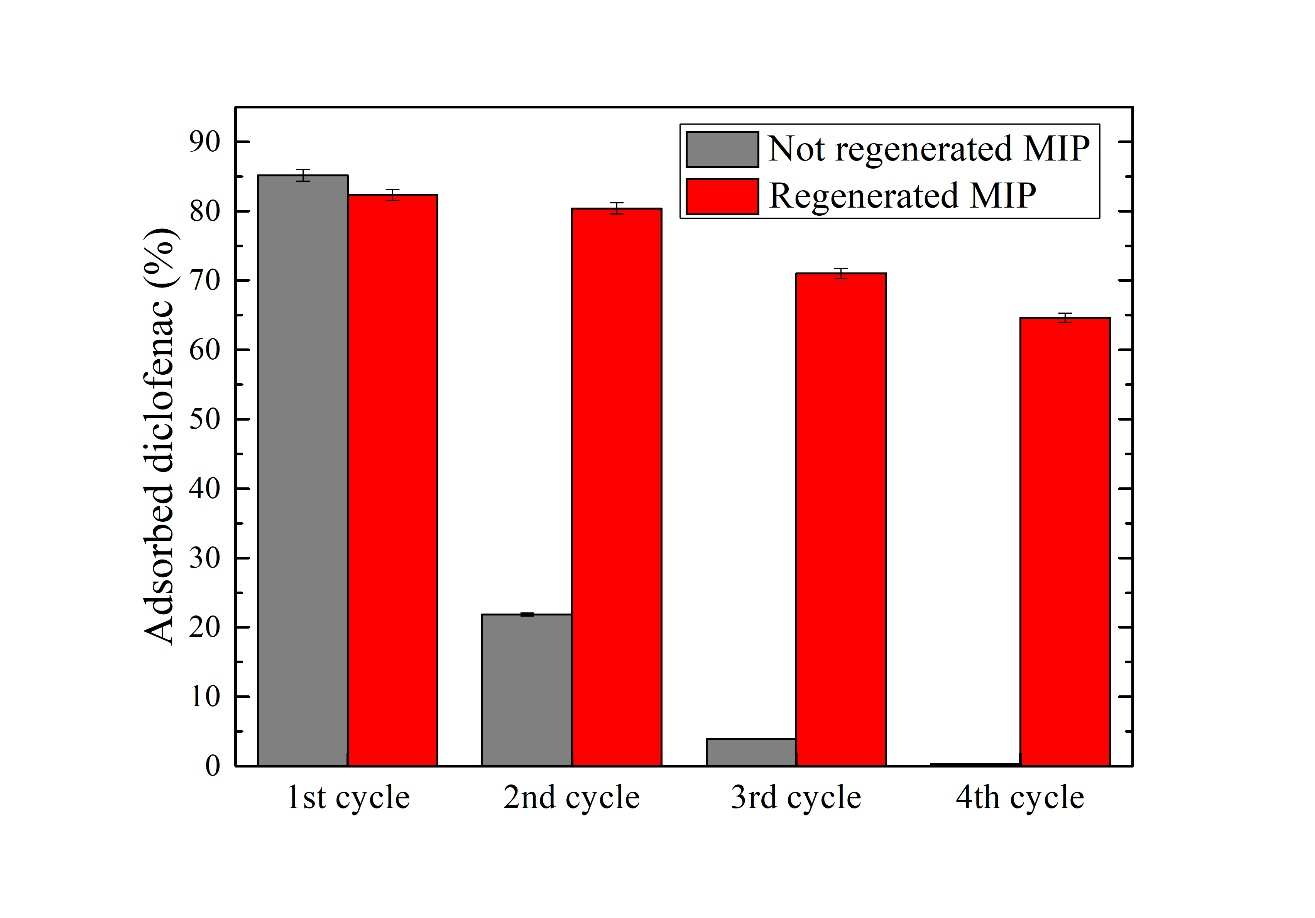 Not regenerated MIP
Regenerated MIP
Adsorbed diclofenac (%)
90
80
70
60
50
40
30
20
10
0
1st cycle 2nd cycle 3rd cycle 4th cycle